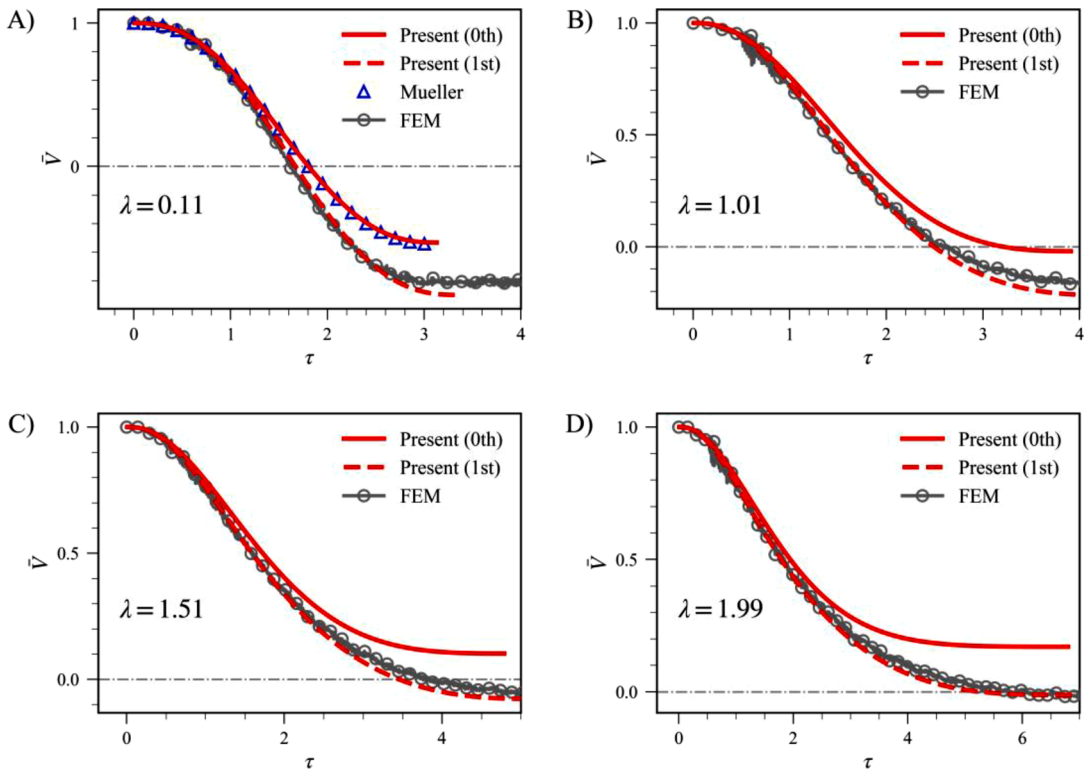 A)
1
0
V̄
λ = 0.11
Present (0th)
Present (1st)
Mueller
FEM
0 1 2 3 4
τ
B)
1.0
0.5
0.0
V̄
λ = 1.01
Present (0th)
Present (1st)
FEM
0 1 2 3 4
τ
C)
1.0
0.5
0.0
V̄
λ = 1.51
Present (0th)
Present (1st)
FEM
0 2 4
τ
D)
1.0
0.5
0.0
V̄
λ = 1.99
Present (0th)
Present (1st)
FEM
0 2 4 6
τ